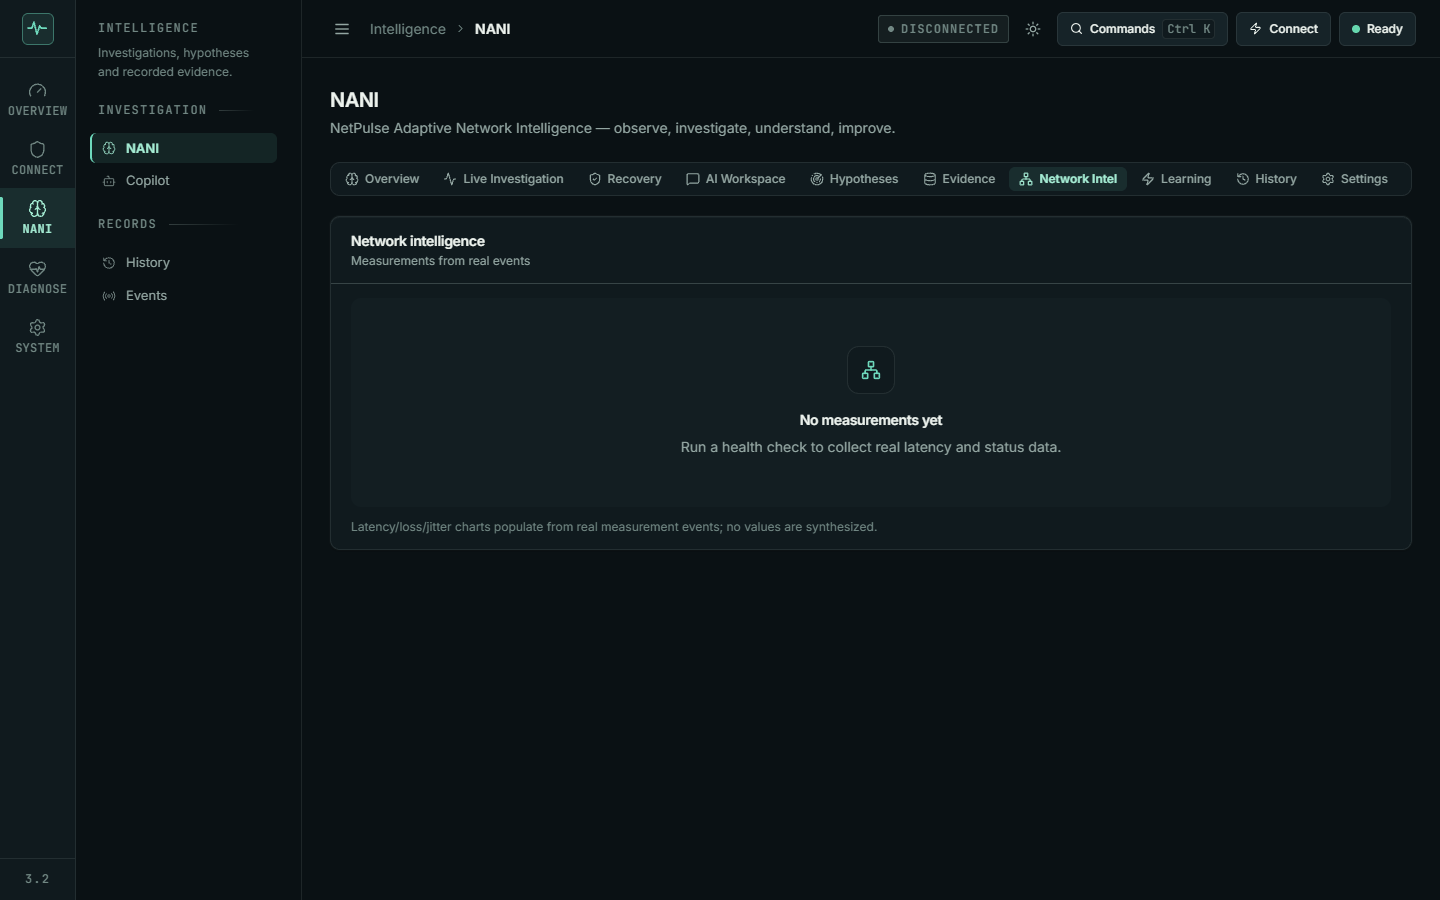 INTELLIGENCE
Investigations, hypotheses
and recorded evidence.
INVESTIGATION
NANI
Copilot
RECORDS
History
Events
OVERVIEW
CONNECT
NANI
DIAGNOSE
SYSTEM
3.2
Intelligence > NANI
DISCONNECTED
Commands Ctrl K
Connect
Ready
NANI
NetPulse Adaptive Network Intelligence — observe, investigate, understand, improve.
Overview Live Investigation Recovery AI Workspace Hypotheses Evidence Network Intel Learning History Settings
Network intelligence
Measurements from real events
No measurements yet
Run a health check to collect real latency and status data.
Latency/loss/jitter charts populate from real measurement events; no values are synthesized.